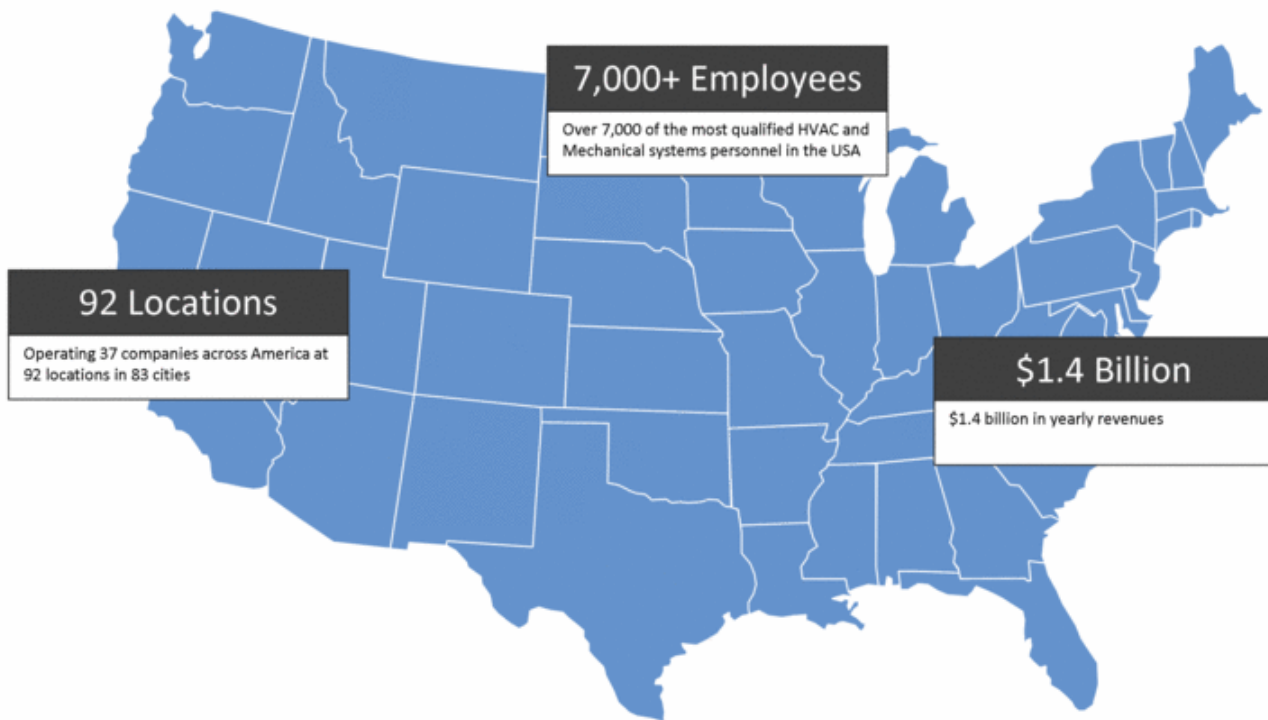 7,000+ Employees
Over 7,000 of the most qualified HVAC and
Mechanical systems personnel in the USA
92 Locations
Operating 37 companies across America at
92 locations in 83 cities
$1.4 Billion
$1.4 billion in yearly revenues